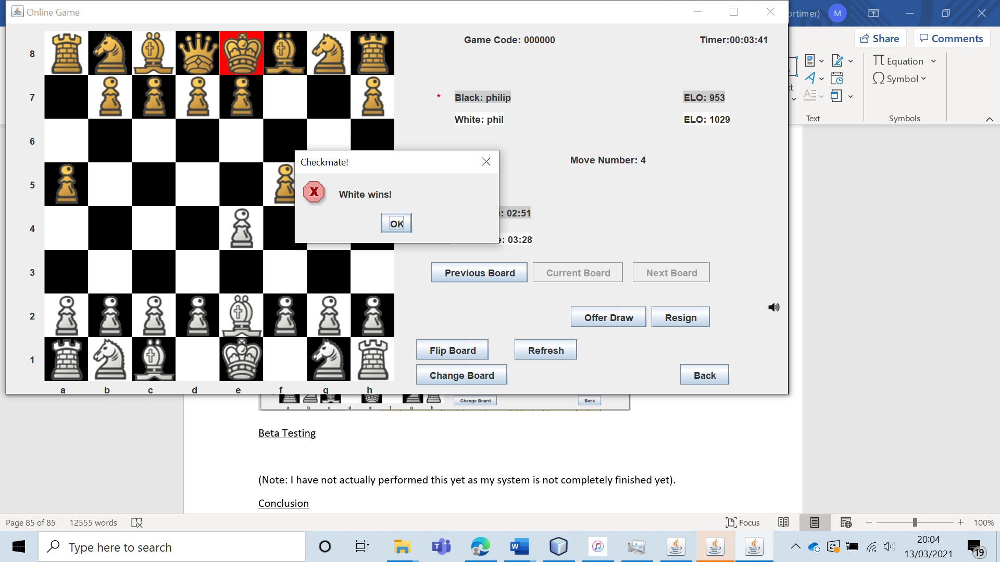 Online Game
ortimer)
M
Share
Comments
Equation
Symbol
Text
Symbols
Game Code: 000000
Timer:00:03:41
8
7
* Black: philip
ELO: 953
White: phil
ELO: 1029
6
Checkmate!
Move Number: 4
5
White wins!
: 02:51
OK
4
: 03:28
3
Previous Board
Current Board
Next Board
2
Offer Draw
Resign
Flip Board
Refresh
1
Change Board
Back
a b c d e f g h
Change Board
Back
a b c d e f g h
Beta Testing
(Note: I have not actually performed this yet as my system is not completely finished yet).
Conclusion
Page 85 of 85
12555 words
Focus
100%
Type here to search
20:04
13/03/2021
19